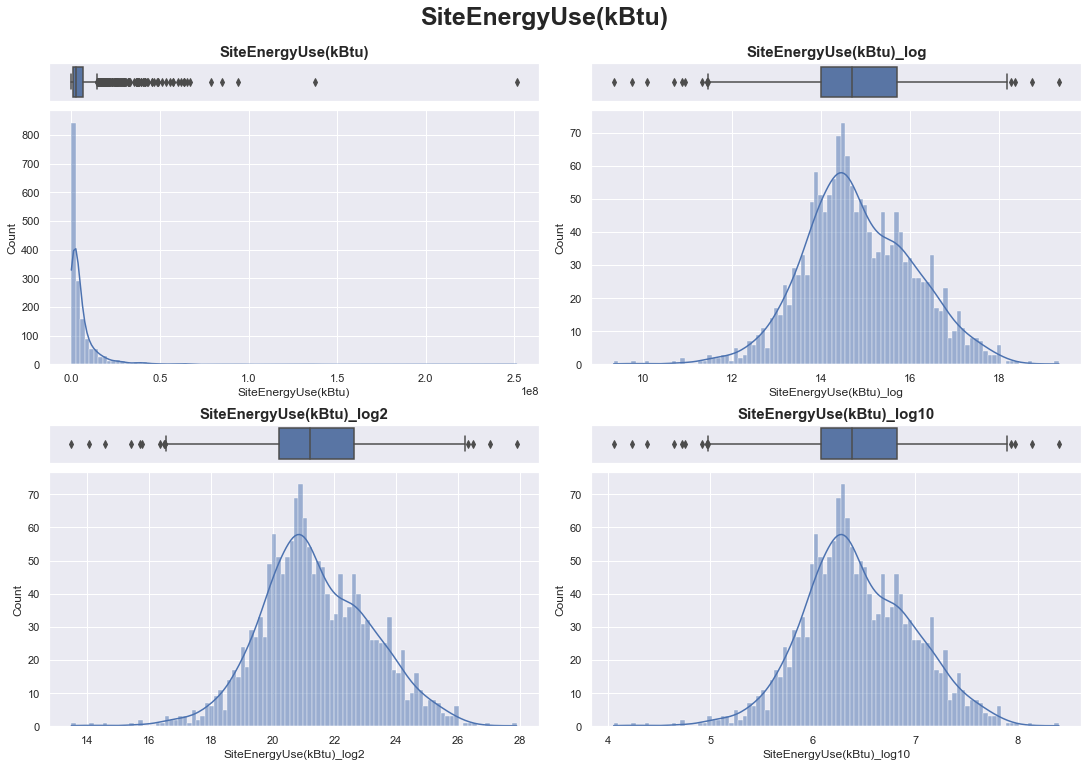 SiteEnergyUse(kBtu)
SiteEnergyUse(kBtu)
800
700
600
500
400
300
200
100
0
Count
0.0 0.5 1.0 1.5 2.0 2.5
1e8
SiteEnergyUse(kBtu)
SiteEnergyUse(kBtu)_log
70
60
50
40
30
20
10
0
Count
10 12 14 16 18
SiteEnergyUse(kBtu)_log
SiteEnergyUse(kBtu)_log2
70
60
50
40
30
20
10
0
Count
14 16 18 20 22 24 26 28
SiteEnergyUse(kBtu)_log2
SiteEnergyUse(kBtu)_log10
70
60
50
40
30
20
10
0
Count
4 5 6 7 8
SiteEnergyUse(kBtu)_log10